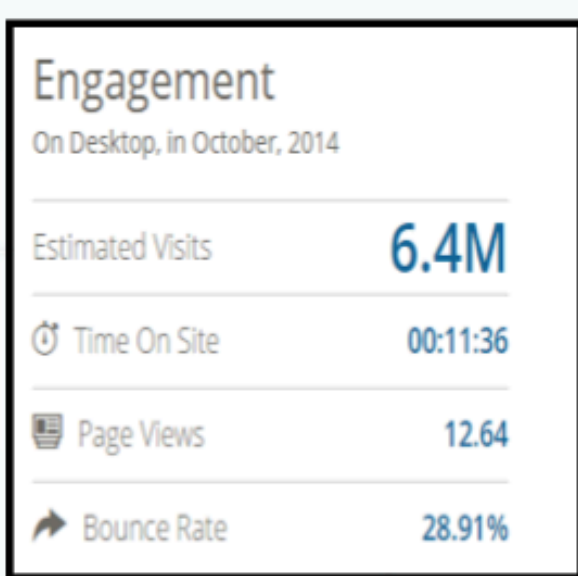 Engagement
On Desktop, in October, 2014
Estimated Visits 6.4M
Time On Site 00:11:36
Page Views 12.64
Bounce Rate 28.91%